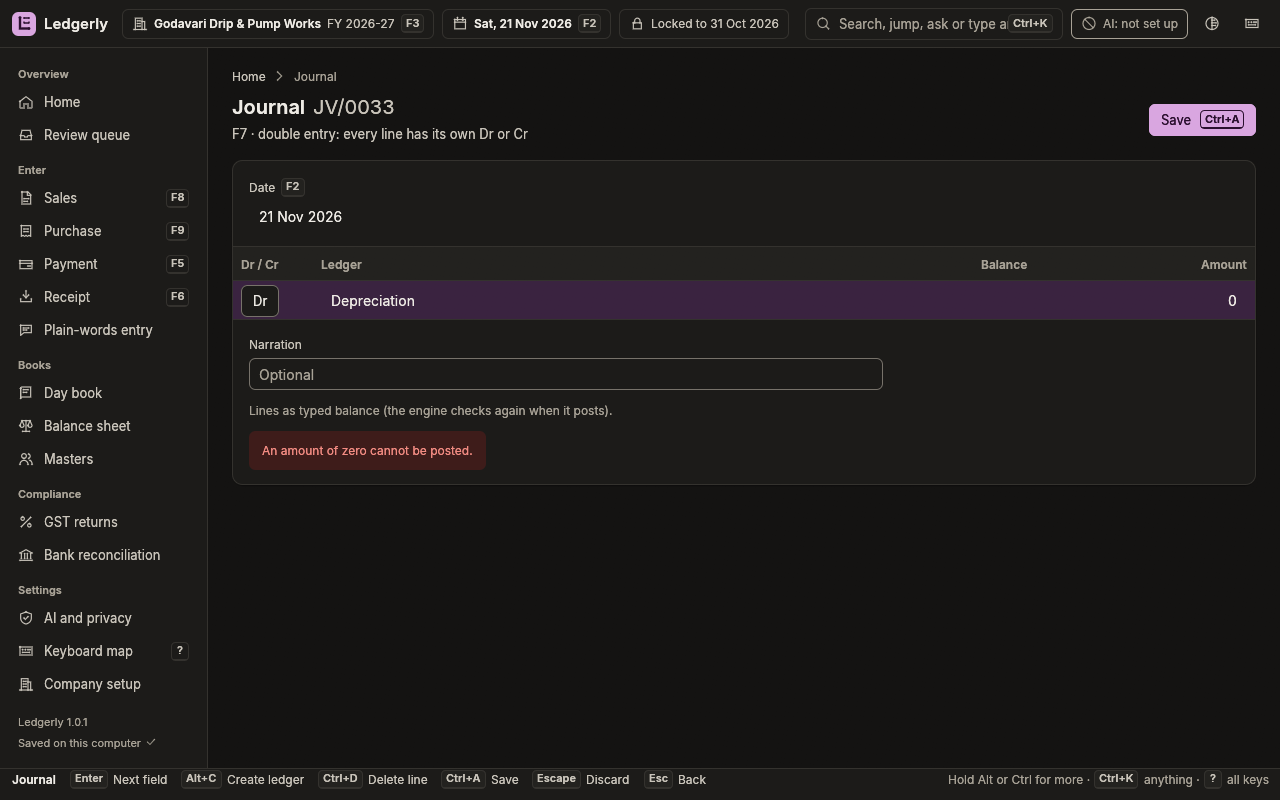 Ledgerly
Godavari Drip & Pump Works FY 2026-27 F3
Sat, 21 Nov 2026 F2
Locked to 31 Oct 2026
Search, jump, ask or type a Ctrl+K
AI: not set up
Overview
Home
Review queue
Enter
Sales F8
Purchase F9
Payment F5
Receipt F6
Plain-words entry
Books
Day book
Balance sheet
Masters
Compliance
GST returns
Bank reconciliation
Settings
AI and privacy
Keyboard map ?
Company setup
Ledgerly 1.0.1
Saved on this computer
Home Journal
Journal JV/0033
F7 · double entry: every line has its own Dr or Cr
Save Ctrl+A
Date F2
21 Nov 2026
Dr / Cr Ledger Balance Amount
Dr Depreciation 0
Narration
Optional
Lines as typed balance (the engine checks again when it posts).
An amount of zero cannot be posted.
Journal Enter Next field Alt+C Create ledger Ctrl+D Delete line Ctrl+A Save Escape Discard Esc Back
Hold Alt or Ctrl for more · Ctrl+K anything · ? all keys